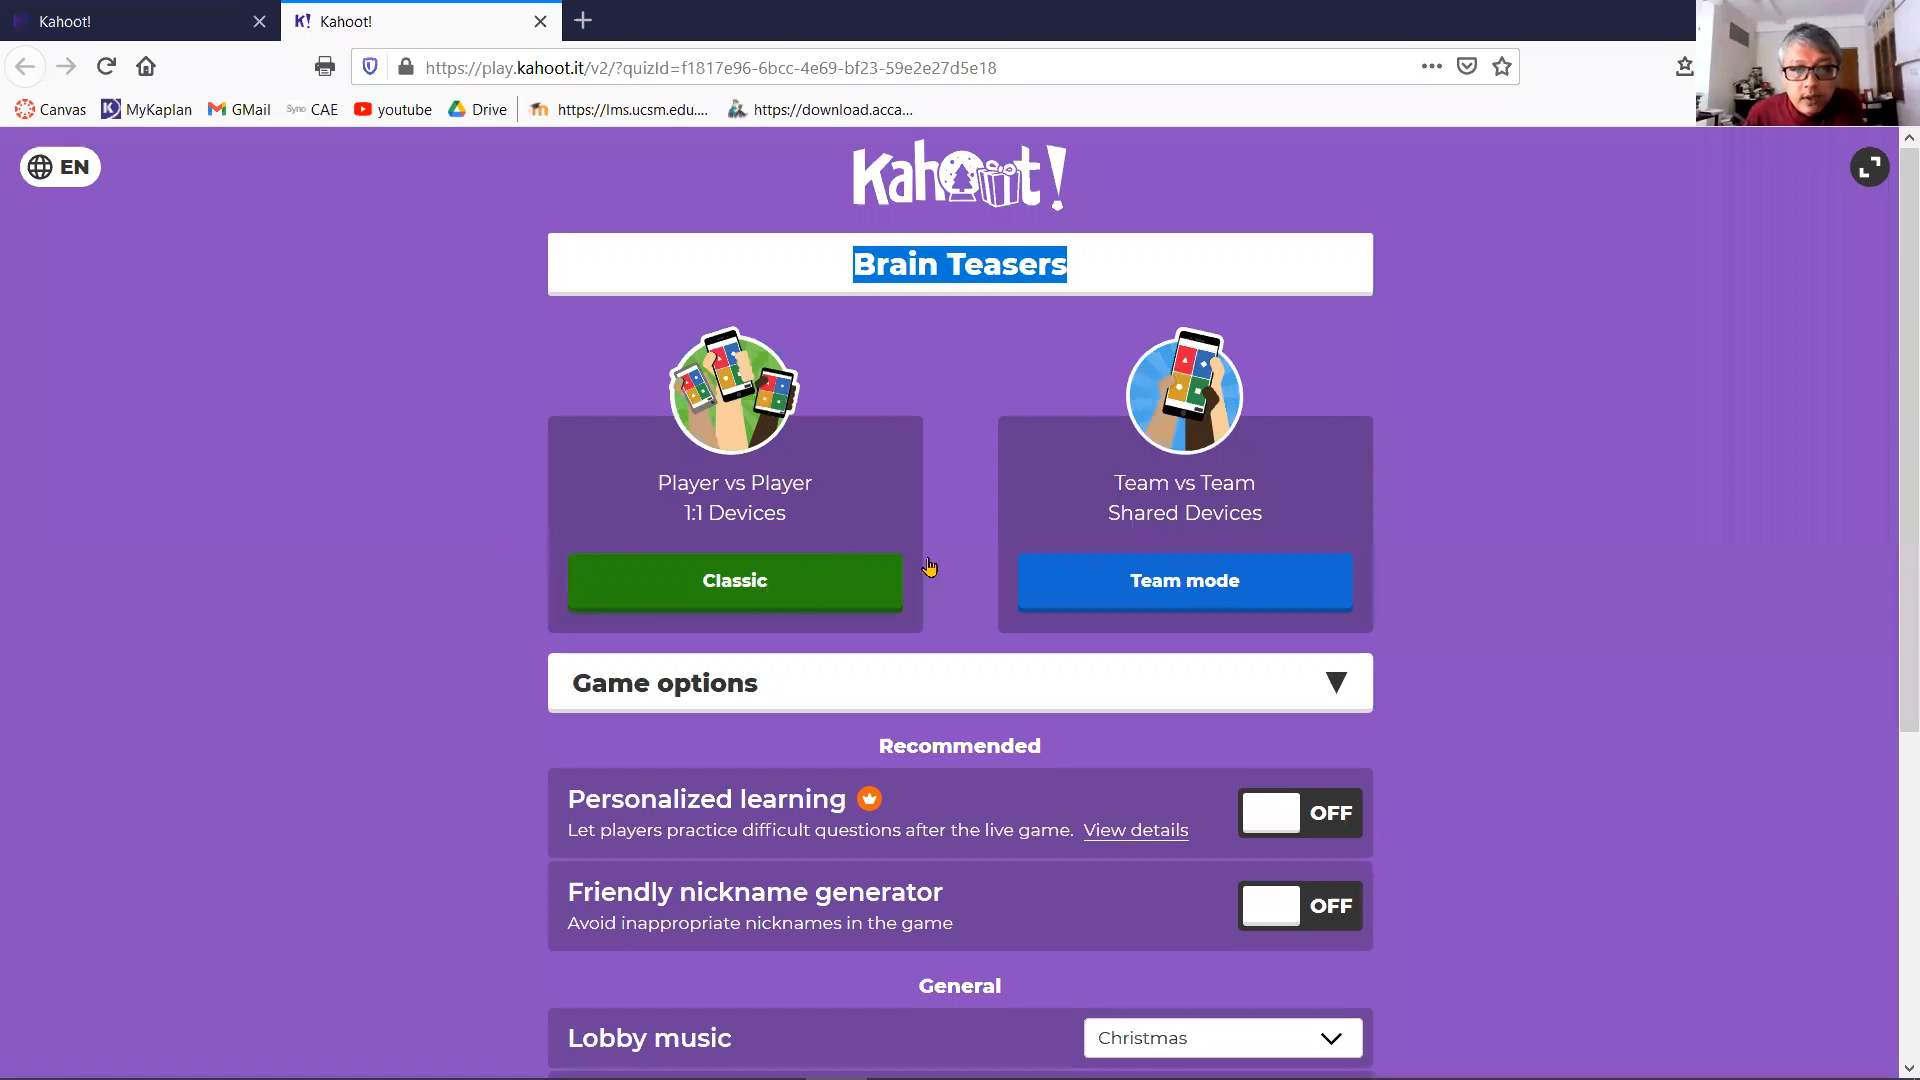 Kahoot!
K! Kahoot!
https://play.kahoot.it/v2/?quizId=f1817e96-6bcc-4e69-bf23-59e2e27d5e18
Canvas MyKaplan GMail Syno CAE youtube Drive https://lms.ucsm.edu.... https://download.acca...
EN
Kahoot!
Brain Teasers
Player vs Player
1:1 Devices
Classic
Team vs Team
Shared Devices
Team mode
Game options
Recommended
Personalized learning
Let players practice difficult questions after the live game. View details
OFF
Friendly nickname generator
Avoid inappropriate nicknames in the game
OFF
General
Lobby music
Christmas